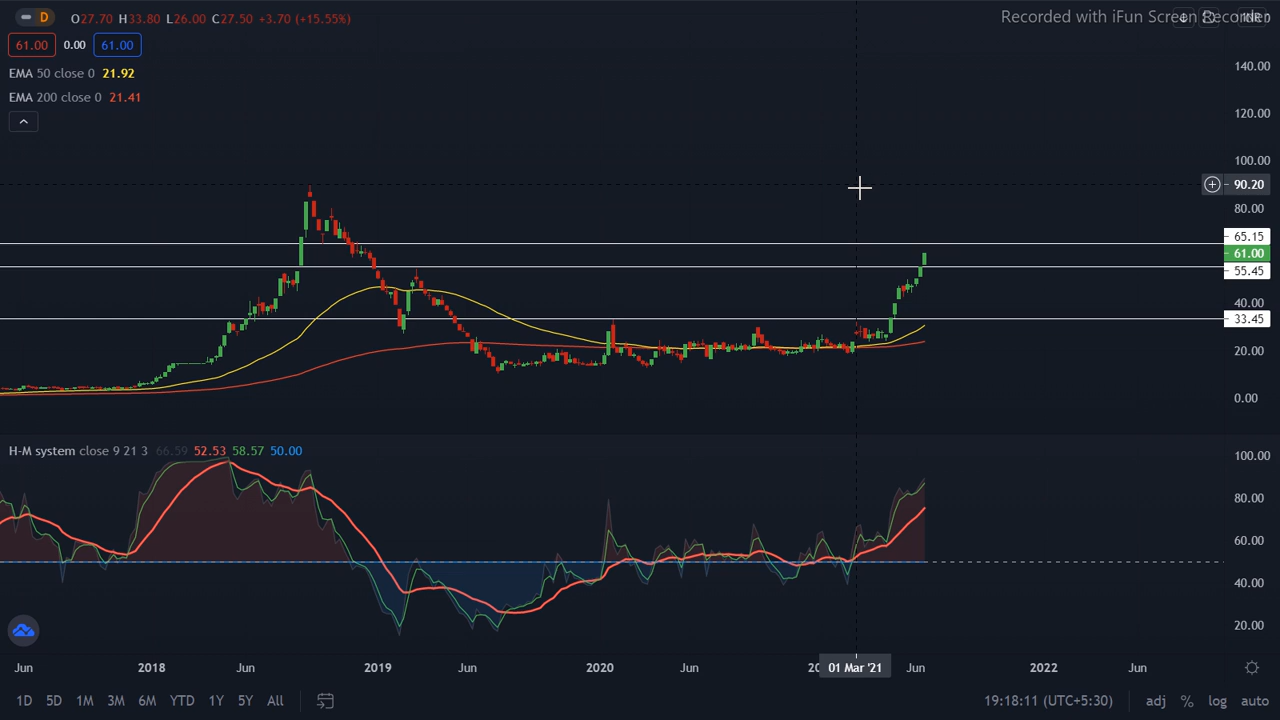 D O27.70 H33.80 L26.00 C27.50 +3.70 (+15.55%)
Recorded with iFun Screen Recorder
61.00 0.00 61.00
EMA 50 close 0 21.92
EMA 200 close 0 21.41
140.00
120.00
100.00
90.20
80.00
65.15
61.00
55.45
40.00
33.45
20.00
0.00
H-M system close 9 21 3 66.59 52.53 58.57 50.00
100.00
80.00
60.00
40.00
20.00
Jun 2018 Jun 2019 Jun 2020 Jun 01 Mar '21 Jun 2022 Jun
1D 5D 1M 3M 6M YTD 1Y 5Y All 19:18:11 (UTC+5:30) adj % log auto